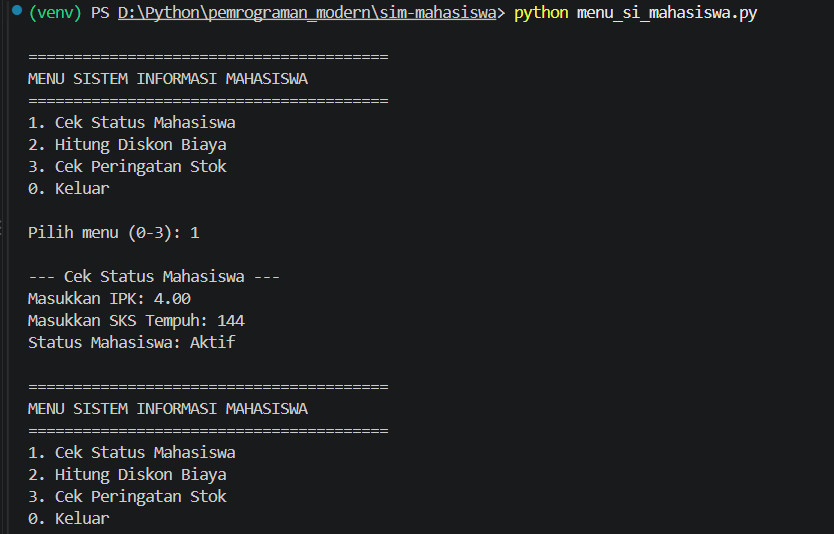 (venv) PS D:\Python\pemrograman_modern\sim-mahasiswa> python menu_si_mahasiswa.py
========================================
MENU SISTEM INFORMASI MAHASISWA
========================================
1. Cek Status Mahasiswa
2. Hitung Diskon Biaya
3. Cek Peringatan Stok
0. Keluar
Pilih menu (0-3): 1
--- Cek Status Mahasiswa ---
Masukkan IPK: 4.00
Masukkan SKS Tempuh: 144
Status Mahasiswa: Aktif
========================================
MENU SISTEM INFORMASI MAHASISWA
========================================
1. Cek Status Mahasiswa
2. Hitung Diskon Biaya
3. Cek Peringatan Stok
0. Keluar